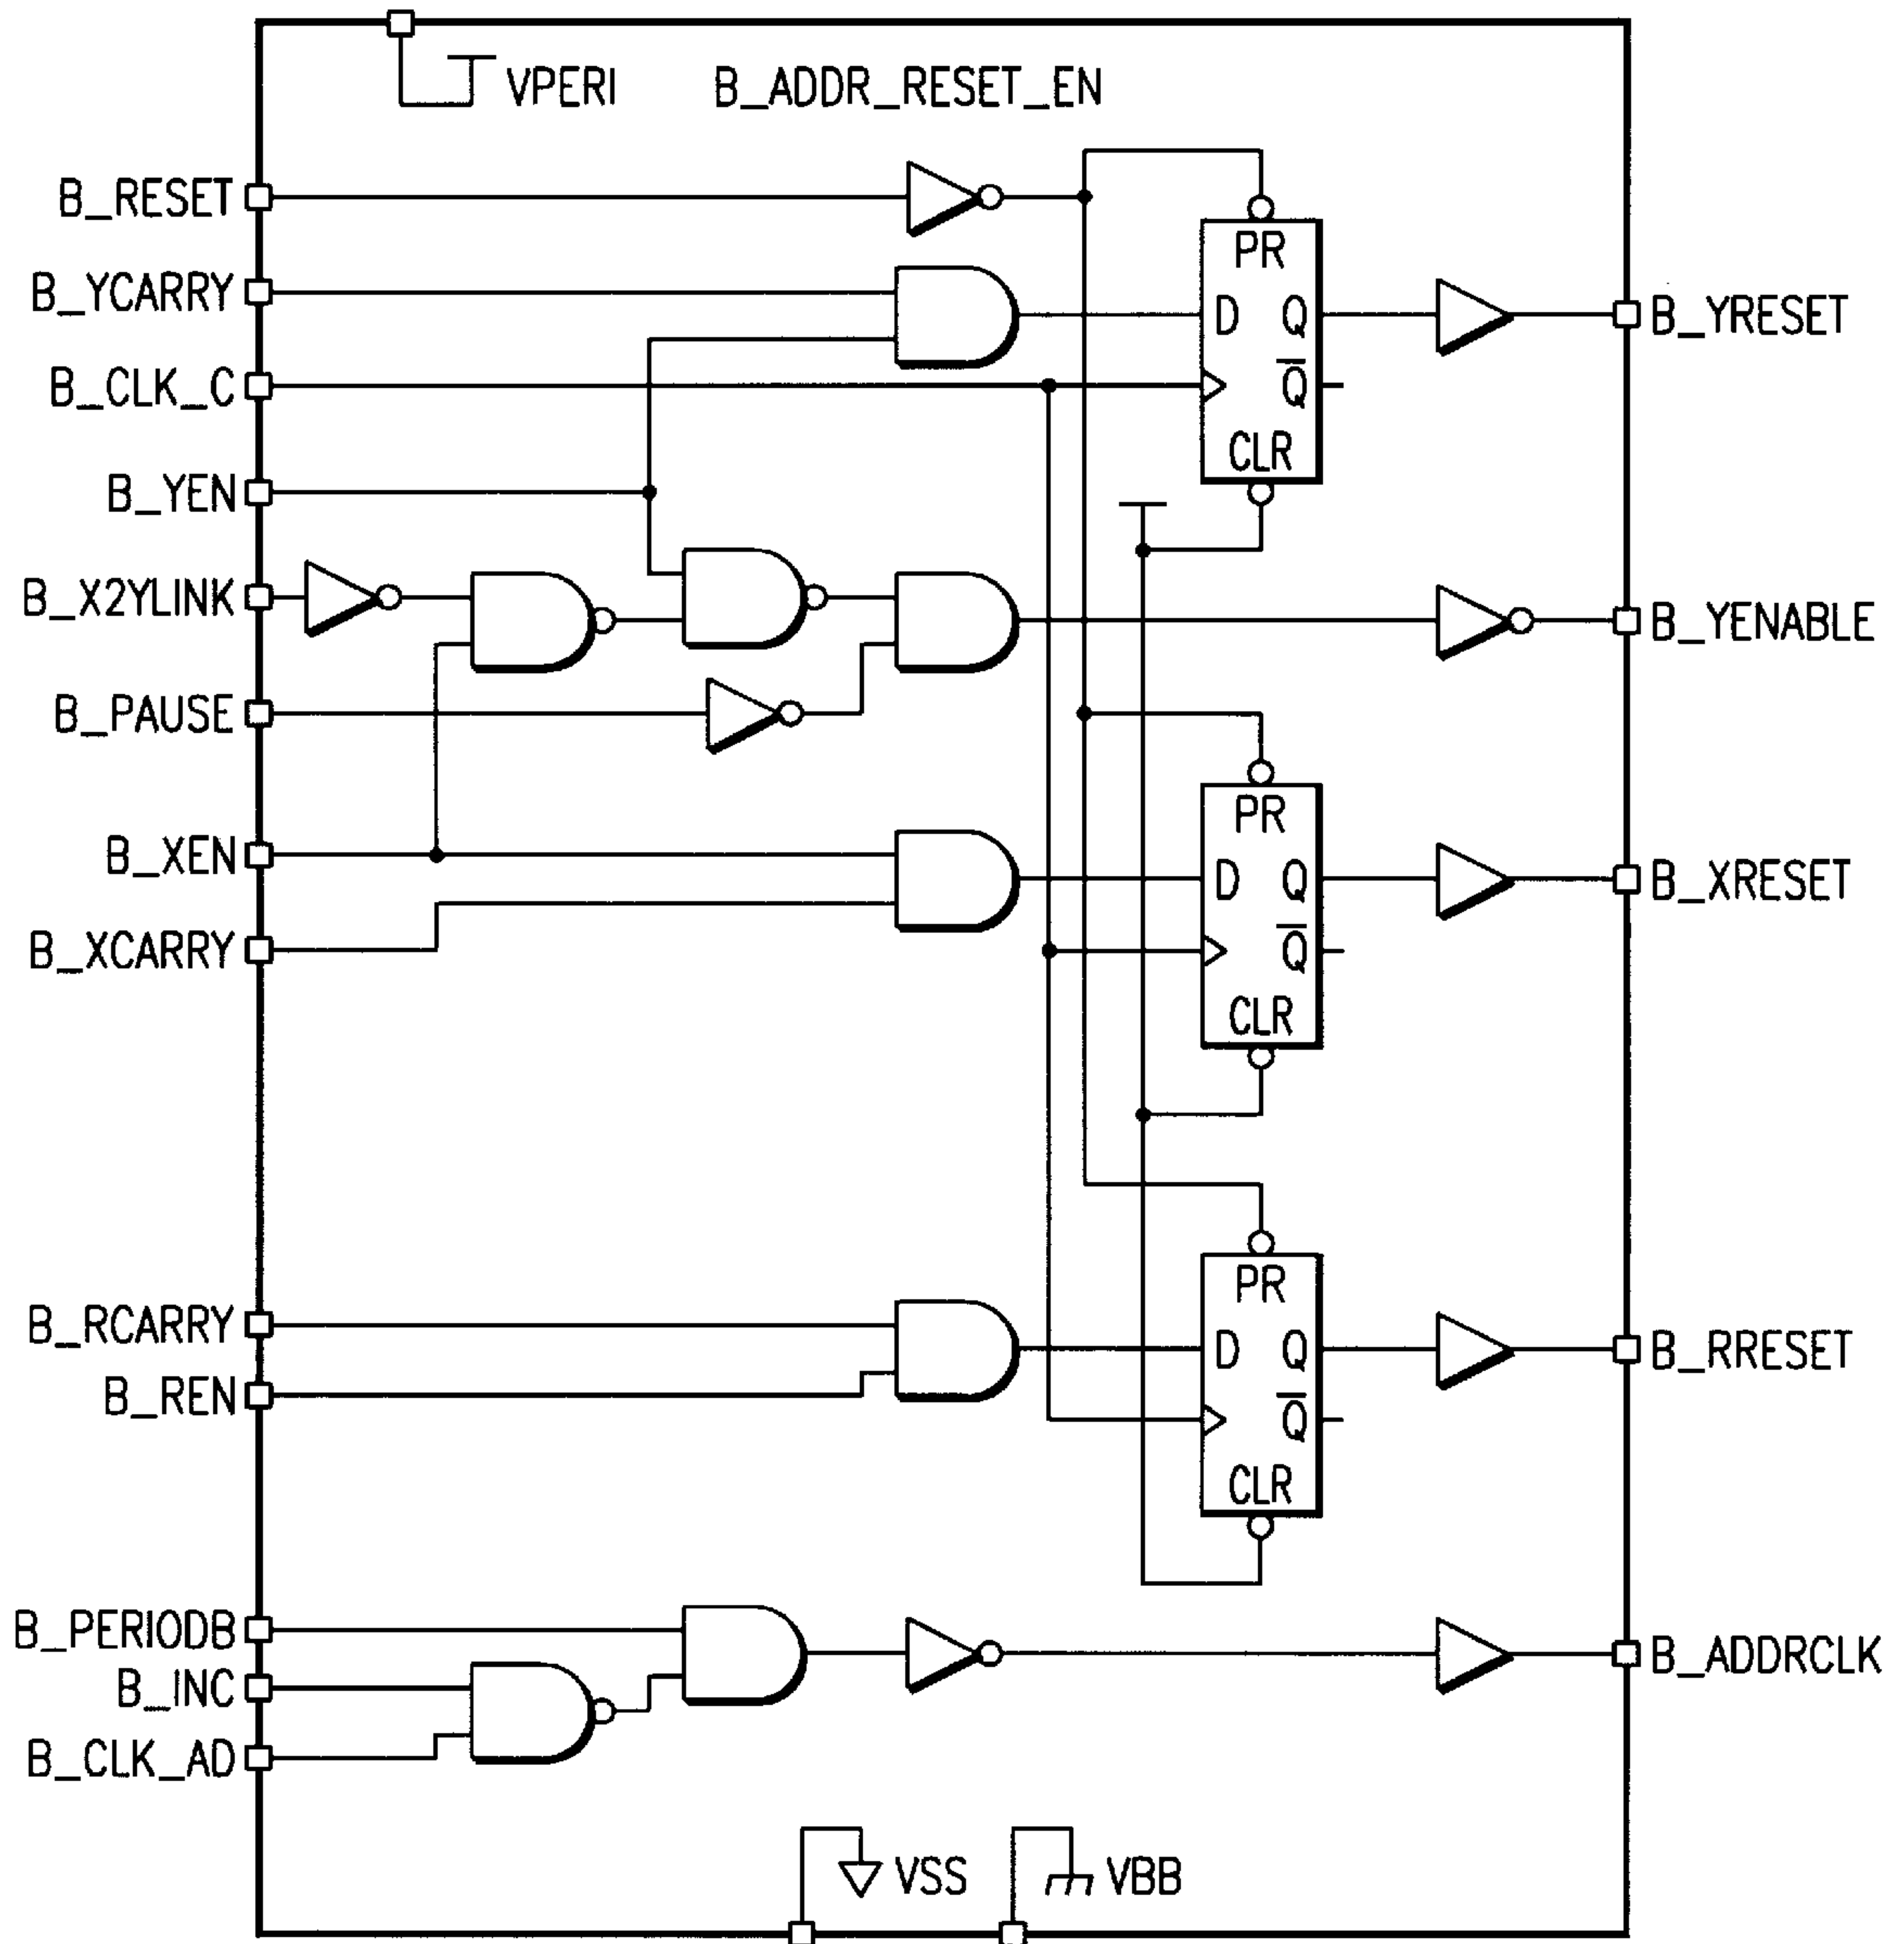 VPERI B_ADDR_RESET_EN
B_RESET
PR
B_YCARRY
D Q
B_YRESET
B_CLK_C
Q̅
CLR
B_YEN
B_X2YLINK
B_YENABLE
B_PAUSE
PR
B_XEN
D Q
B_XRESET
B_XCARRY
Q̅
CLR
PR
B_RCARRY
D Q
B_RRESET
B_REN
Q̅
CLR
B_PERIODB
B_INC
B_ADDRCLK
B_CLK_AD
VSS VBB